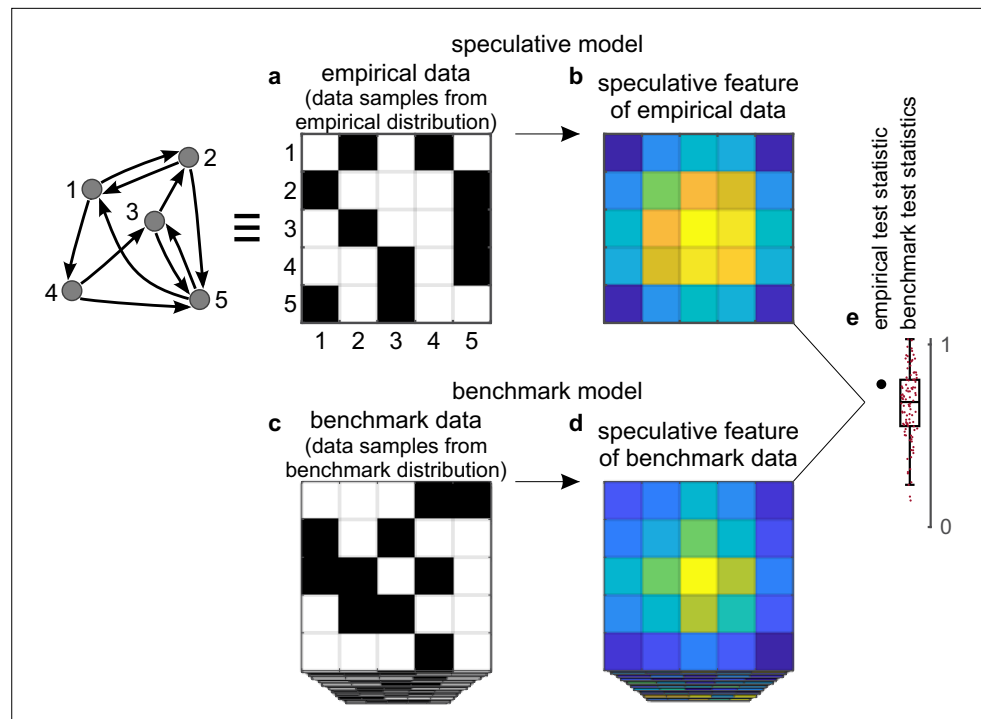 speculative model
a
empirical data
(data samples from
empirical distribution)
b
speculative feature
of empirical data
1
2
3
4
5
1
2
3
4
5
1 2 3 4 5
e
empirical test statistic
benchmark test statistics
1
0
benchmark model
c
benchmark data
(data samples from
benchmark distribution)
d
speculative feature
of benchmark data